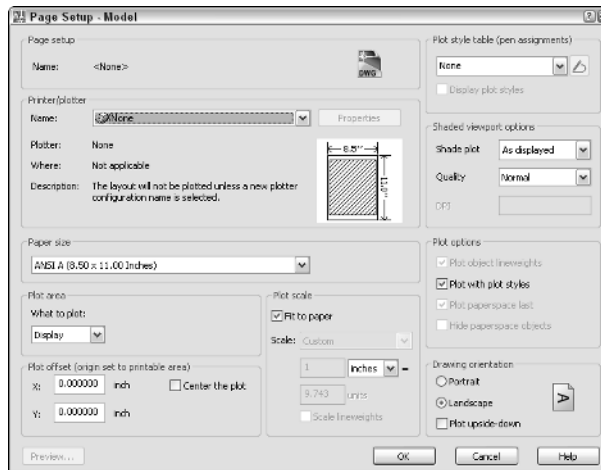 Page Setup - Model
Page setup
Name: <None>
DWG
Printer/plotter
Name: None
Properties
Plotter: None
Where: Not applicable
Description: The layout will not be plotted unless a new plotter
configuration name is selected.
8.5"
11.0"
Paper size
ANSI A (8.50 x 11.00 Inches)
Plot area
What to plot:
Display
Plot offset (origin set to printable area)
X: 0.000000 inch
Center the plot
Y: 0.000000 inch
Plot scale
Fit to paper
Scale: Custom
1 inches =
9.743 units
Scale lineweights
Plot style table (pen assignments)
None
Display plot styles
Shaded viewport options
Shade plot As displayed
Quality Normal
DPI
Plot options
Plot object lineweights
Plot with plot styles
Plot paperspace last
Hide paperspace objects
Drawing orientation
Portrait
Landscape
A
Plot upside-down
Preview...
OK
Cancel
Help